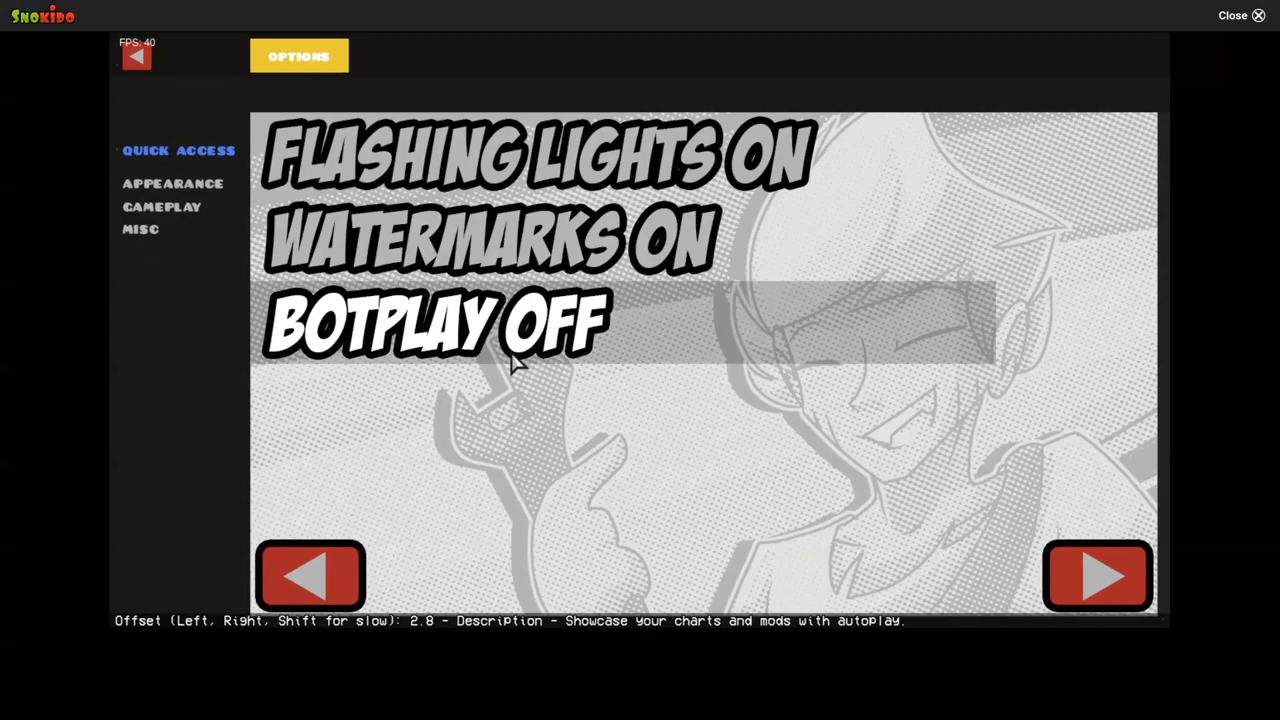 SNOKIDO
Close
FPS: 40
OPTIONS
QUICK ACCESS
APPEARANCE
GAMEPLAY
MISC
FLASHING LIGHTS ON
WATERMARKS ON
BOTPLAY OFF
Offset (Left, Right, Shift for slow): 2.8 - Description - Showcase your charts and mods with autoplay.